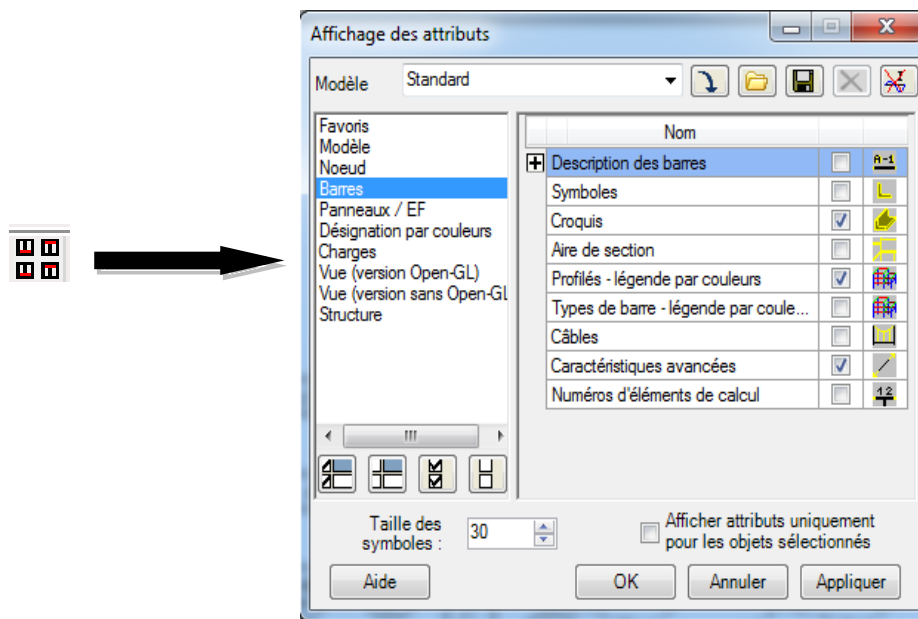 Affichage des attributs
Modèle Standard
Favoris
Modèle
Noeud
Barres
Panneaux / EF
Désignation par couleurs
Charges
Vue (version Open-GL)
Vue (version sans Open-GL
Structure
Nom
Description des barres A-1
Symboles
Croquis
Aire de section
Profilés - légende par couleurs
Types de barre - légende par coule...
Câbles
Caractéristiques avancées
Numéros d'éléments de calcul 12
Taille des
symboles : 30
Afficher attributs uniquement
pour les objets sélectionnés
Aide OK Annuler Appliquer